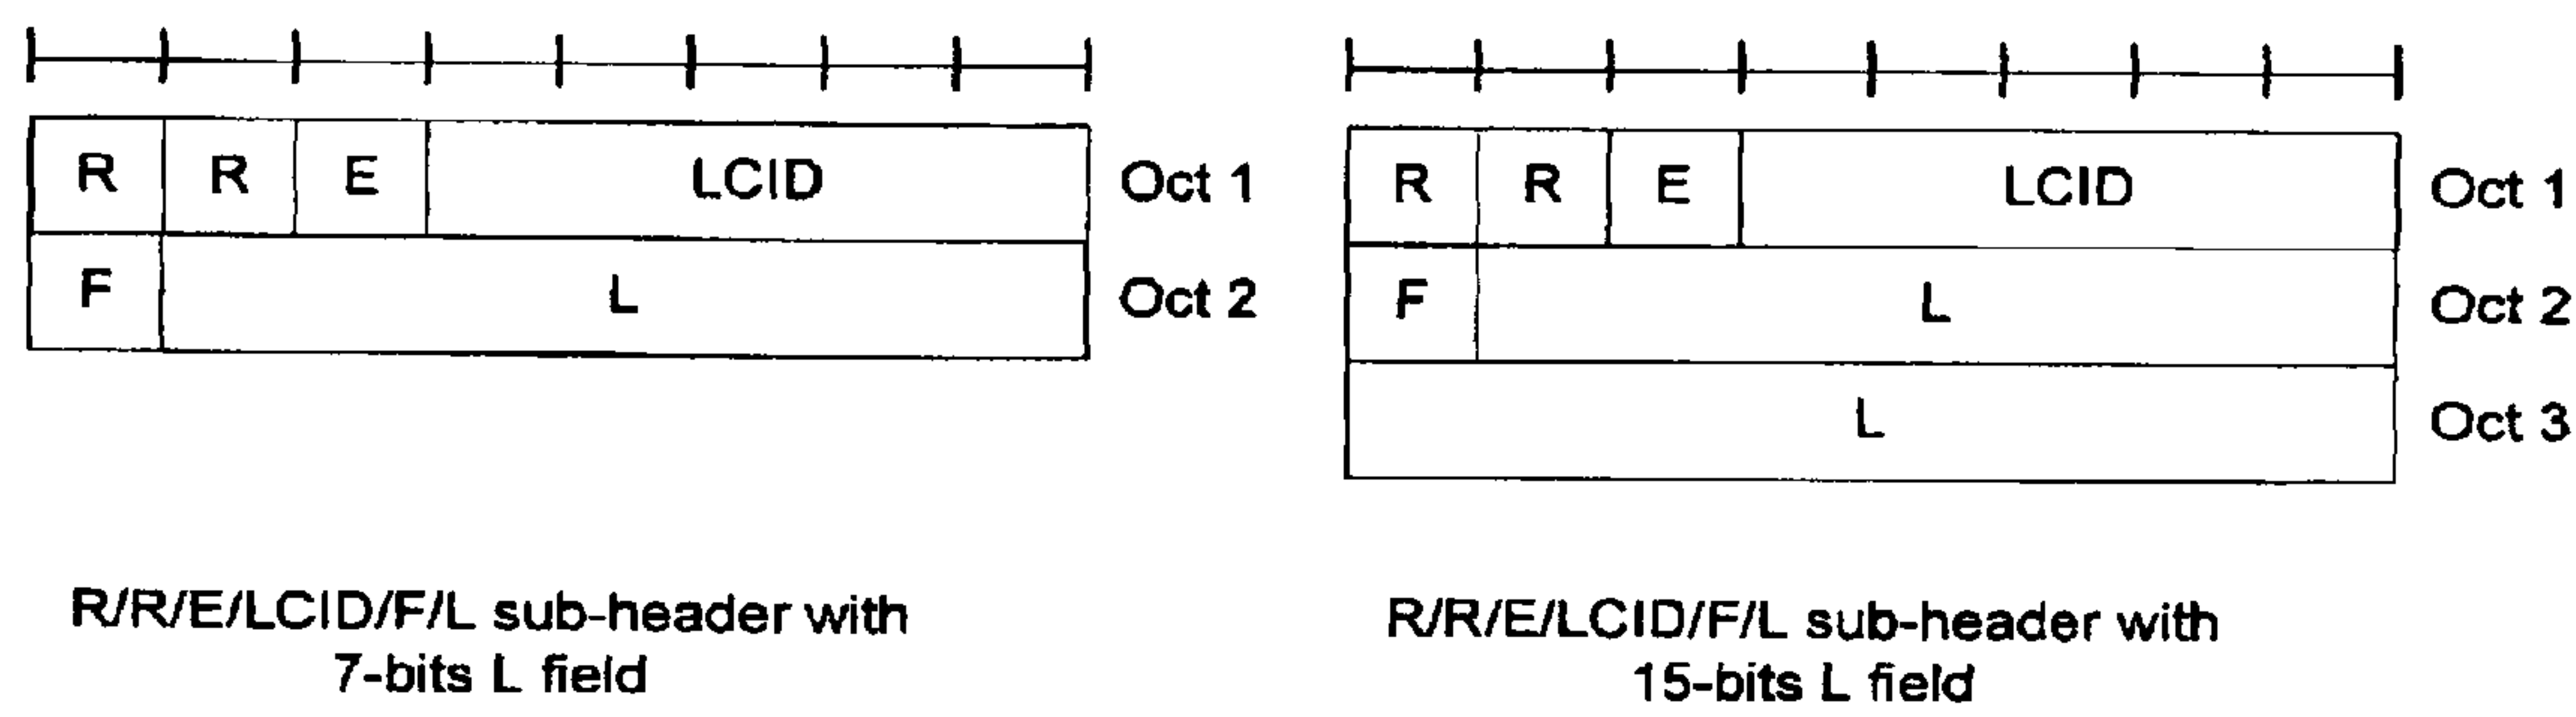 R R E LCID Oct 1
F L Oct 2
R/R/E/LCID/F/L sub-header with
7-bits L field
R R E LCID Oct 1
F L Oct 2
L Oct 3
R/R/E/LCID/F/L sub-header with
15-bits L field